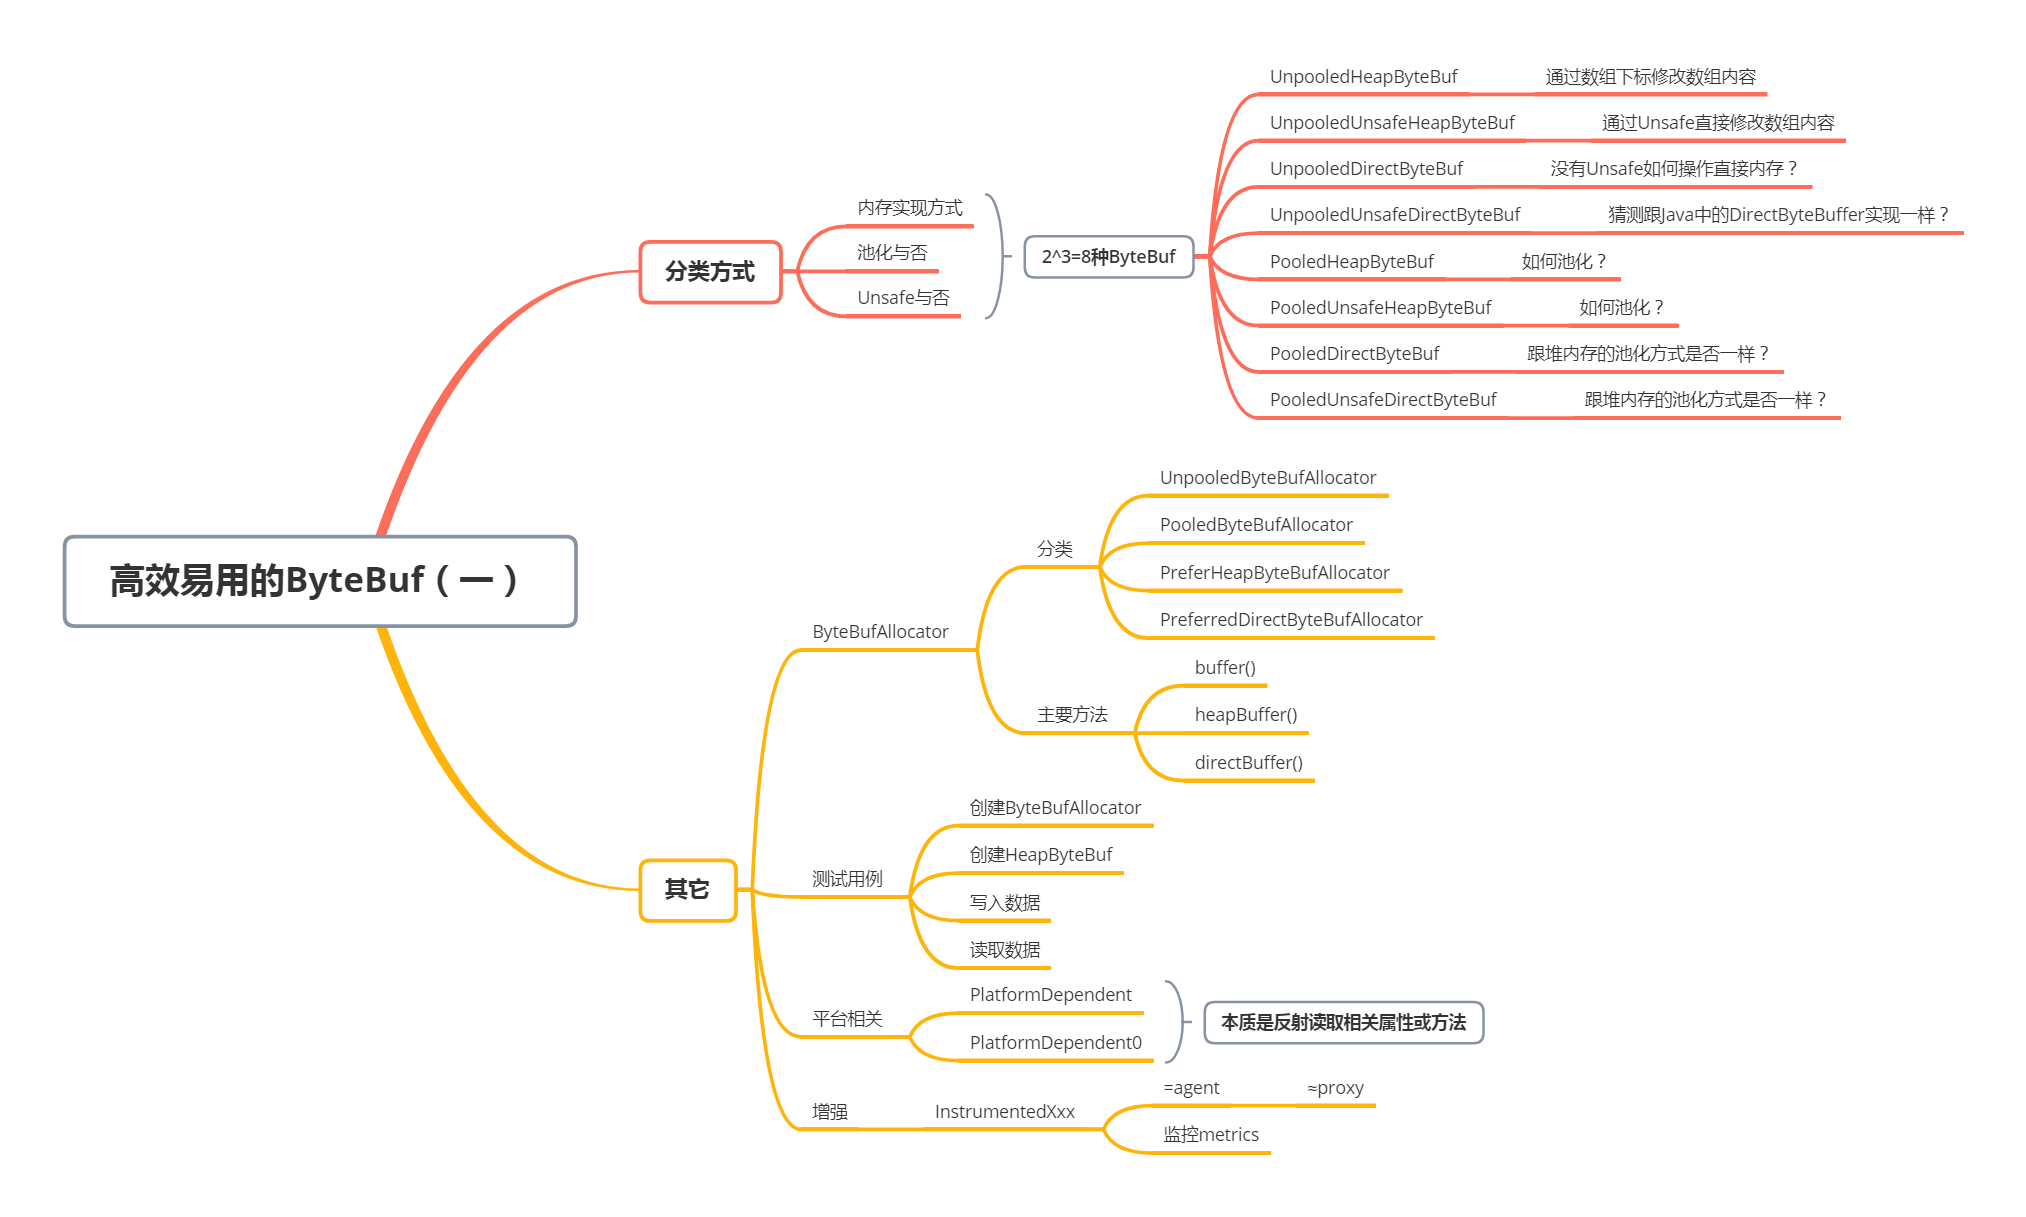 高效易用的ByteBuf（一）
分类方式
内存实现方式
池化与否
Unsafe与否
2^3=8种ByteBuf
UnpooledHeapByteBuf
通过数组下标修改数组内容
UnpooledUnsafeHeapByteBuf
通过Unsafe直接修改数组内容
UnpooledDirectByteBuf
没有Unsafe如何操作直接内存？
UnpooledUnsafeDirectByteBuf
猜测跟Java中的DirectByteBuffer实现一样？
PooledHeapByteBuf
如何池化？
PooledUnsafeHeapByteBuf
如何池化？
PooledDirectByteBuf
跟堆内存的池化方式是否一样？
PooledUnsafeDirectByteBuf
跟堆内存的池化方式是否一样？
其它
ByteBufAllocator
分类
UnpooledByteBufAllocator
PooledByteBufAllocator
PreferHeapByteBufAllocator
PreferredDirectByteBufAllocator
主要方法
buffer()
heapBuffer()
directBuffer()
测试用例
创建ByteBufAllocator
创建HeapByteBuf
写入数据
读取数据
平台相关
PlatformDependent
PlatformDependent0
本质是反射读取相关属性或方法
增强
InstrumentedXxx
=agent
≈proxy
监控metrics